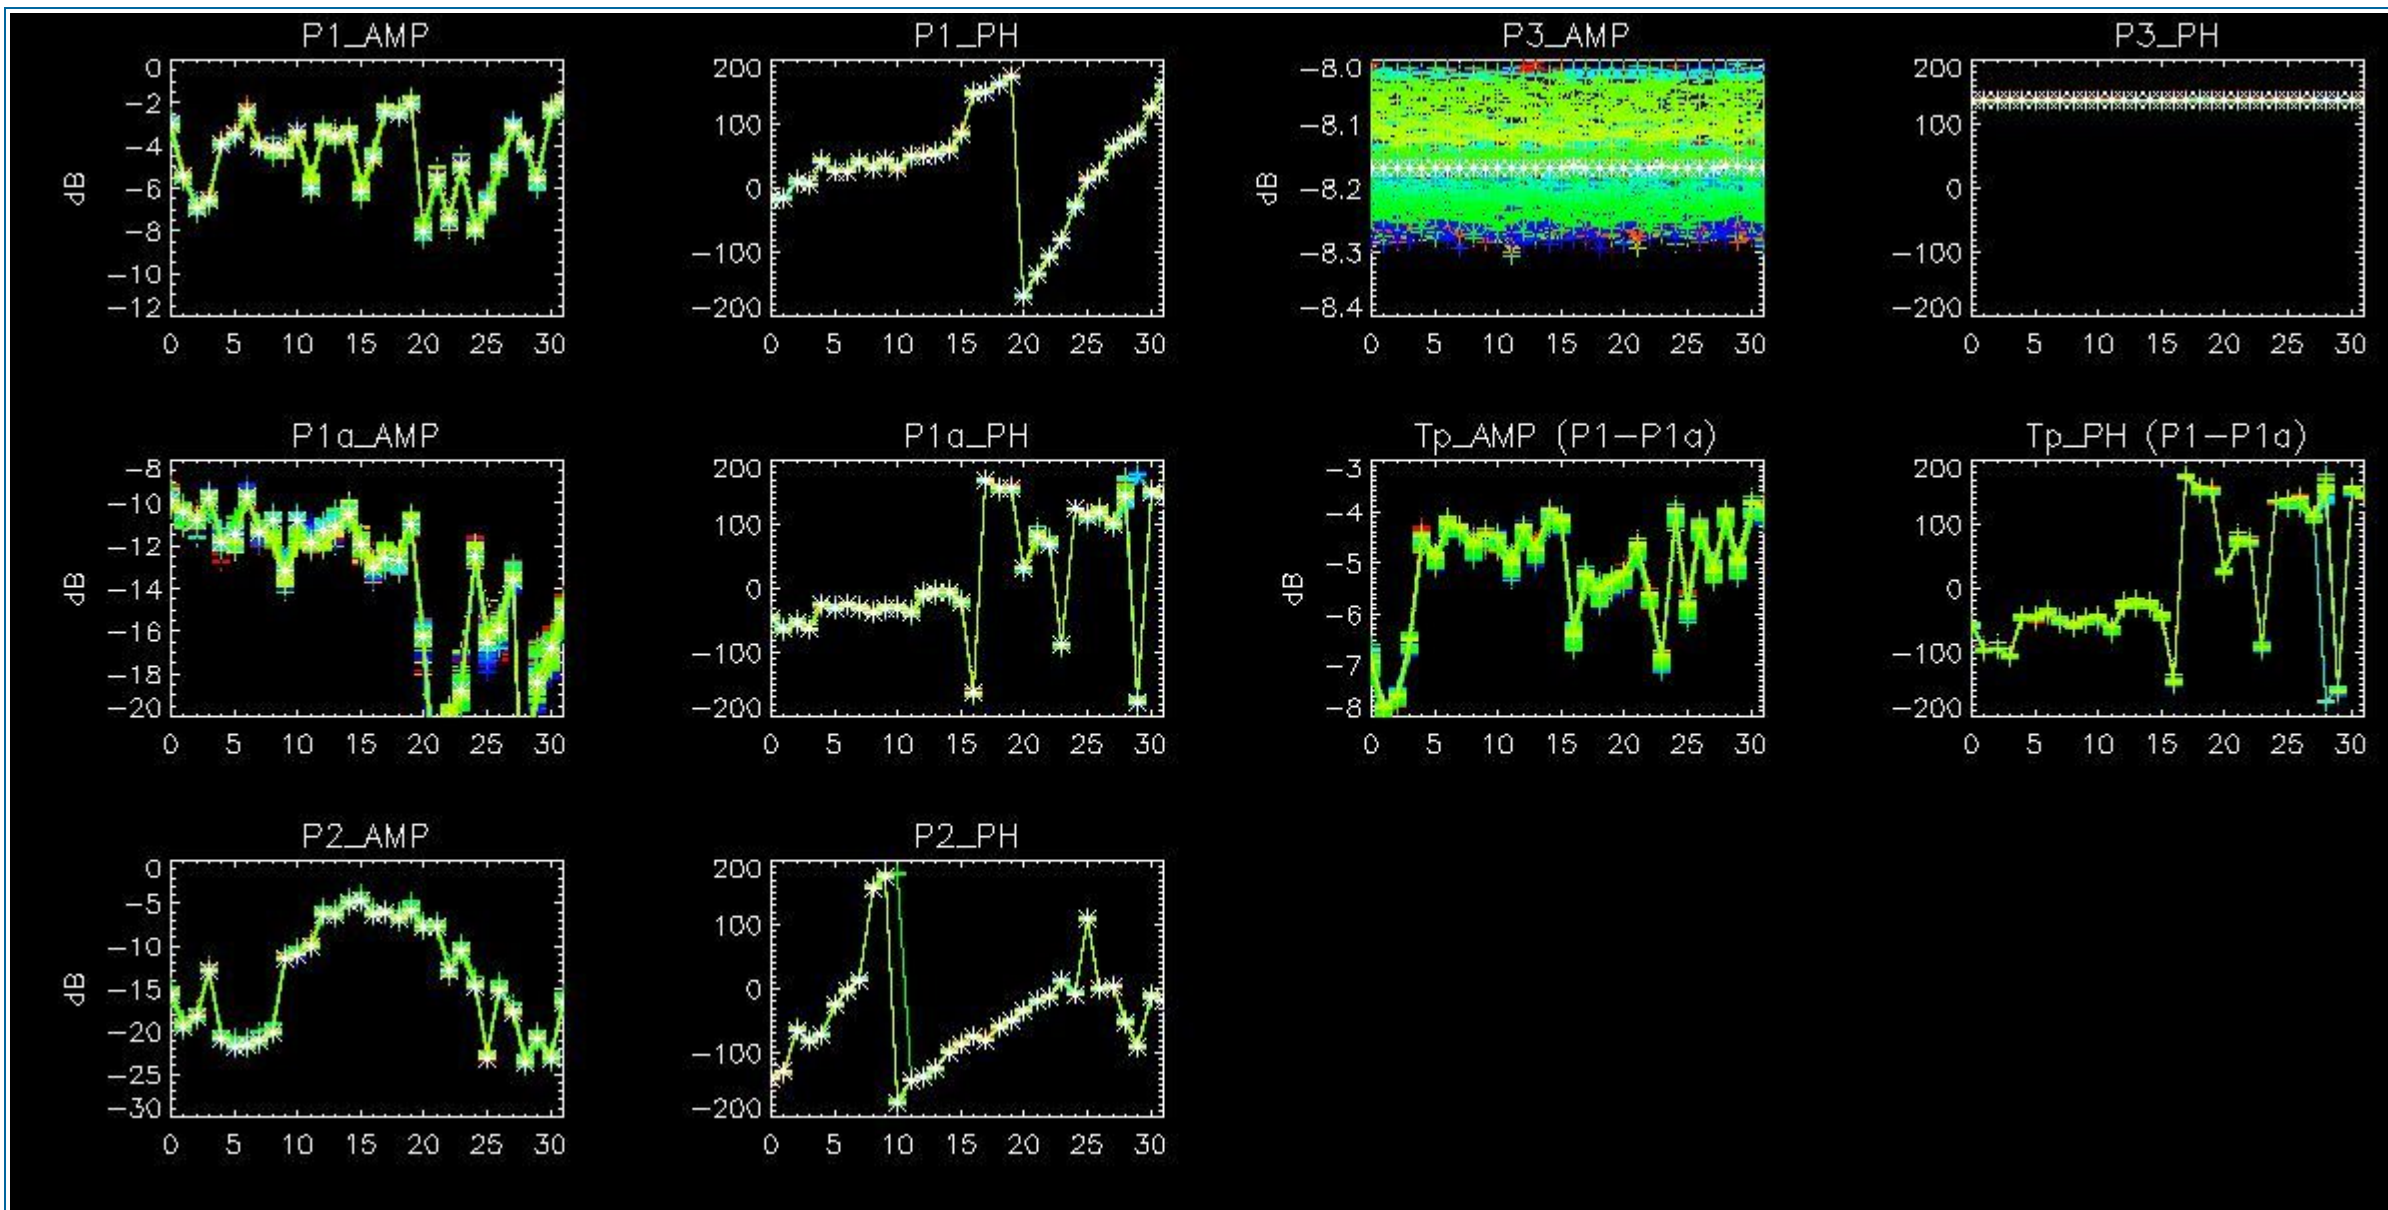 P1_AMP
0
−2
−4
−6
−8
−10
−12
dB
0 5 10 15 20 25 30
P1_PH
200
100
0
−100
−200
0 5 10 15 20 25 30
P3_AMP
−8.0
−8.1
−8.2
−8.3
−8.4
dB
0 5 10 15 20 25 30
P3_PH
200
100
0
−100
−200
0 5 10 15 20 25 30
P1a_AMP
−8
−10
−12
−14
−16
−18
−20
dB
0 5 10 15 20 25 30
P1a_PH
200
100
0
−100
−200
0 5 10 15 20 25 30
Tp_AMP (P1−P1a)
−3
−4
−5
−6
−7
−8
dB
0 5 10 15 20 25 30
Tp_PH (P1−P1a)
200
100
0
−100
−200
0 5 10 15 20 25 30
P2_AMP
0
−5
−10
−15
−20
−25
−30
dB
0 5 10 15 20 25 30
P2_PH
200
100
0
−100
−200
0 5 10 15 20 25 30